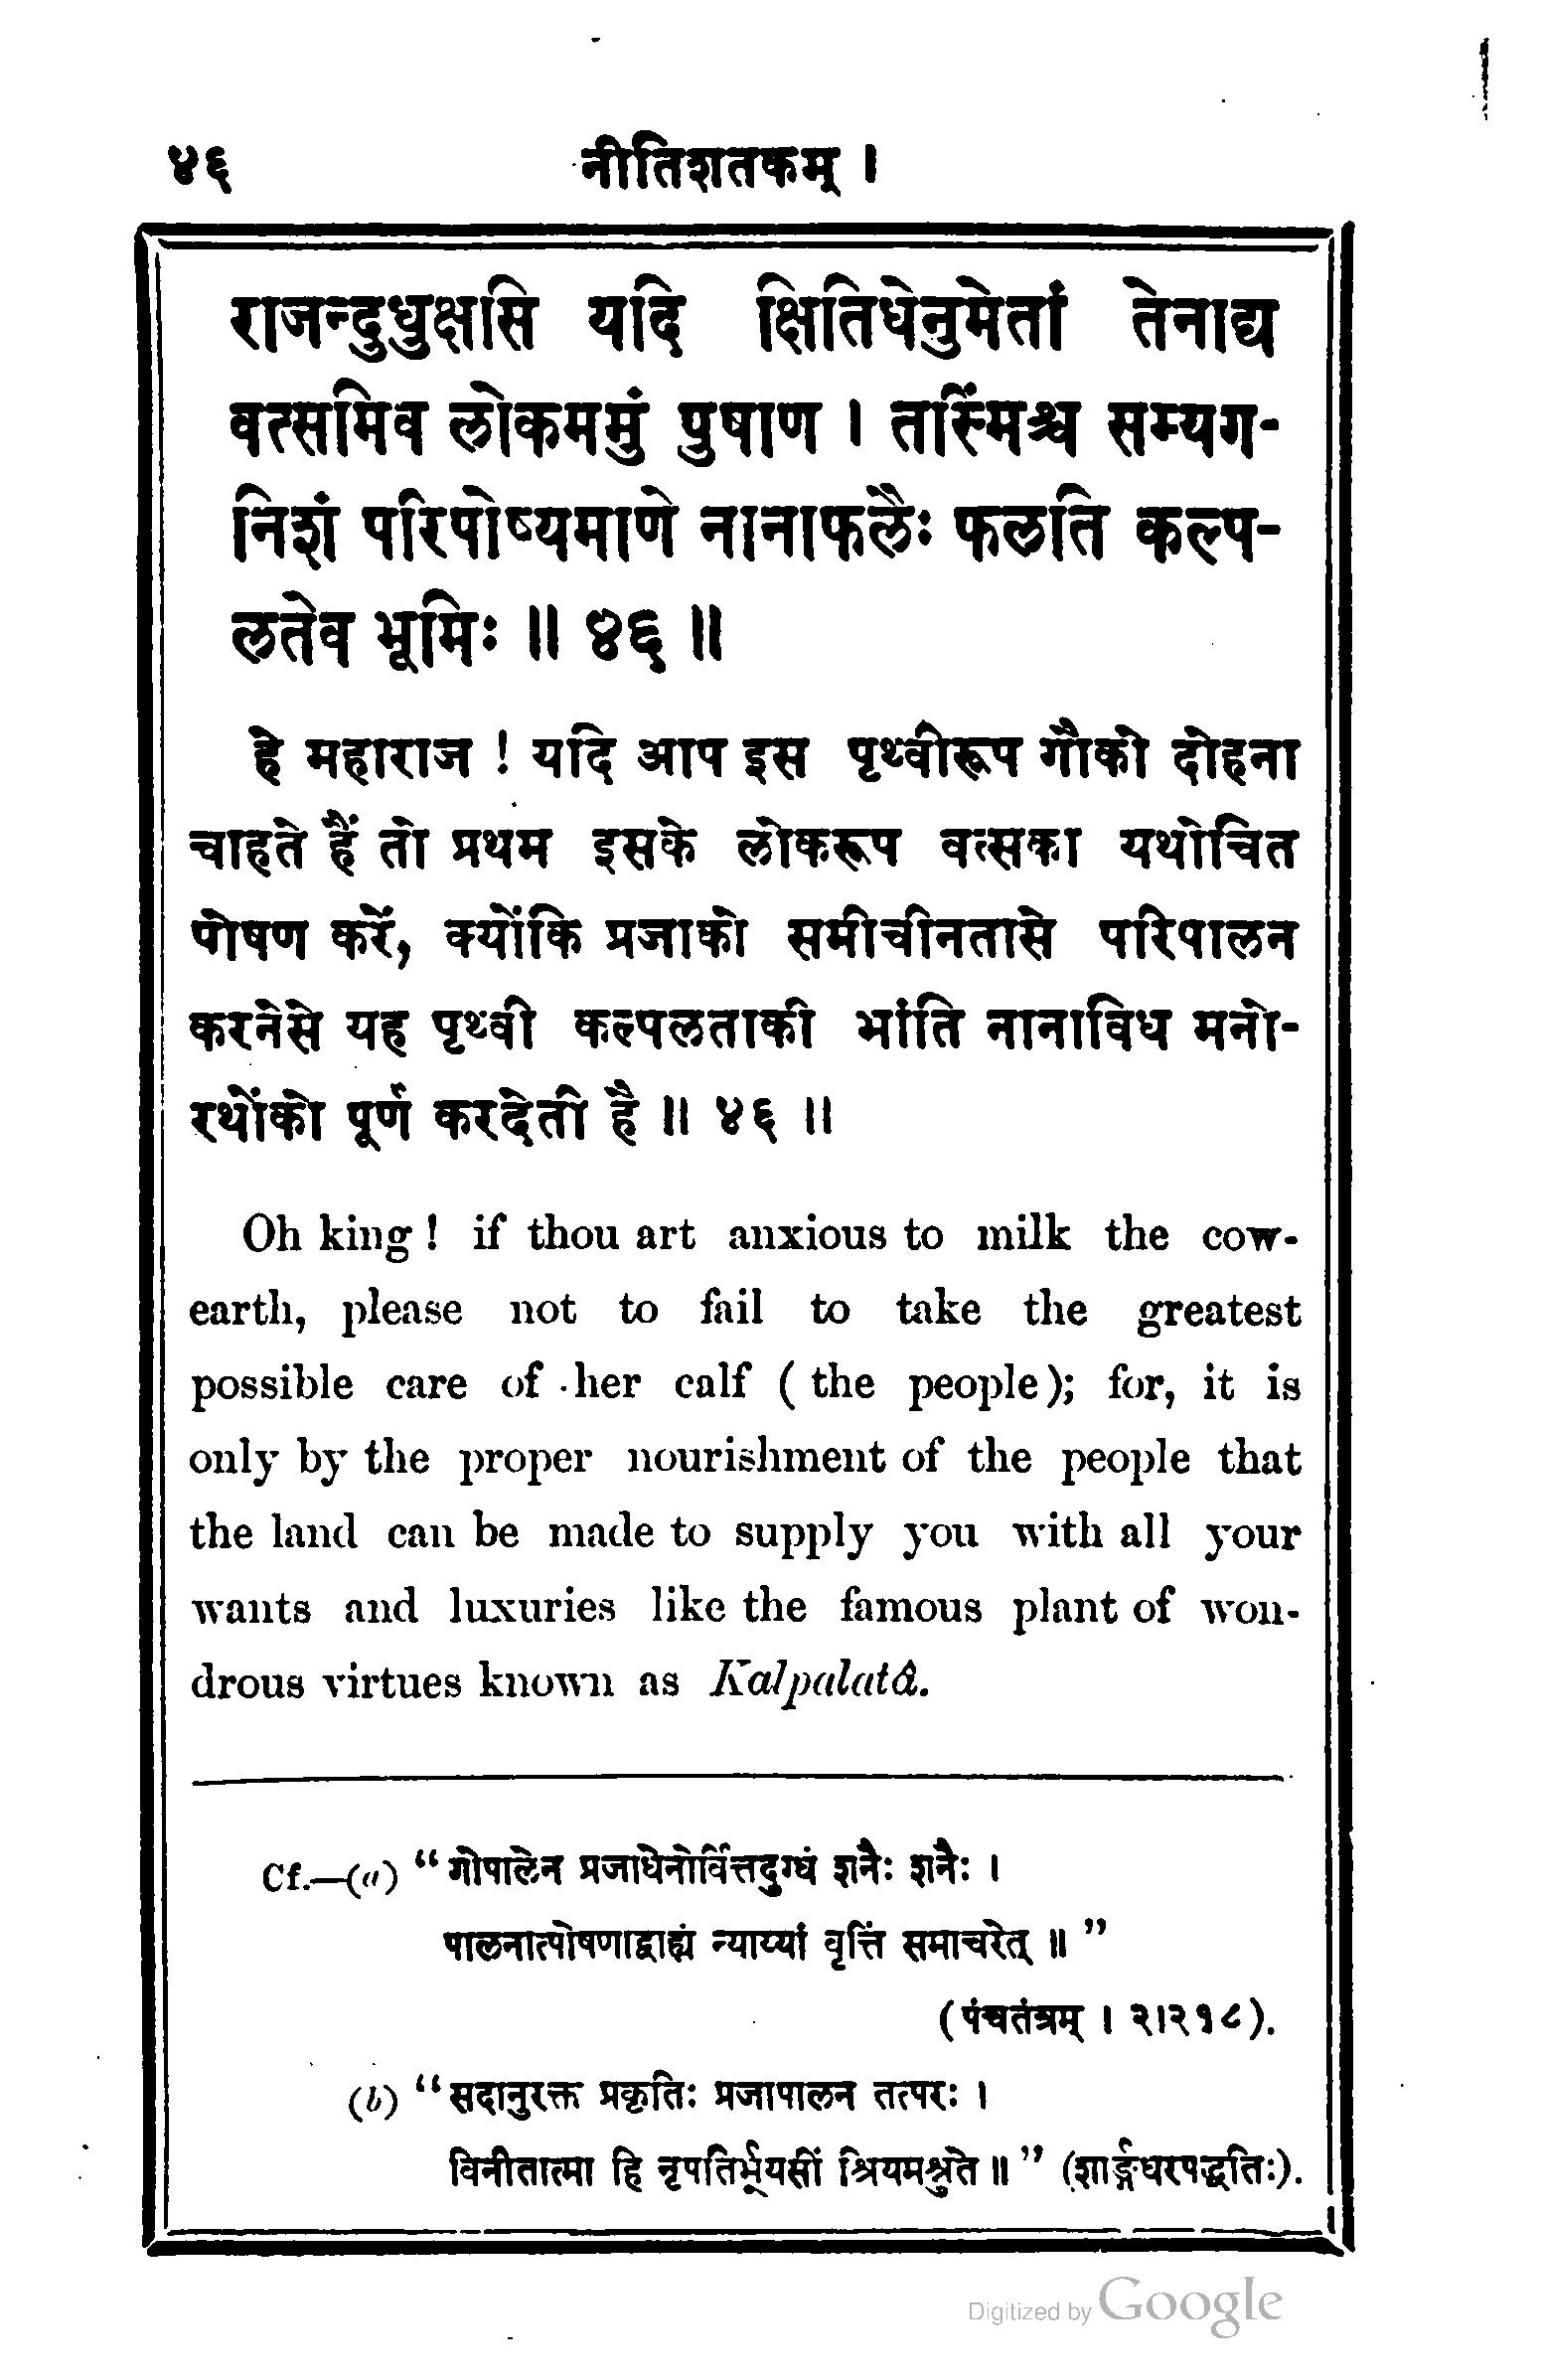 ४६ नीतिशतकम् ।
राजन्दुधुक्षसि यदि क्षितिधेनुमेतां तेनाद्य
वत्समिव लोकममुं पुषाण । तस्मिंश्च सम्यग-
निशं परिपोष्यमाणे नानाफलैः फलति कल्प-
लतेव भूमिः ॥ ४६ ॥
हे महाराज ! यदि आप इस पृथ्वीरूप गौको दोहना
चाहते हैं तो प्रथम इसके लोकरूप वत्सका यथोचित
पोषण करें, क्योंकि प्रजाको समीचीनतासे परिपालन
करनेसे यह पृथ्वी कल्पलताकी भांति नानाविध मनो-
रथोंको पूर्ण करदेती है ॥ ४६ ॥
Oh king ! if thou art anxious to milk the cow-
earth, please not to fail to take the greatest
possible care of her calf ( the people); for, it is
only by the proper nourishment of the people that
the land can be made to supply you with all your
wants and luxuries like the famous plant of won-
drous virtues known as Kalpalatâ.
Cf.—(a) “ गोपालेन प्रजाधेनोर्वित्तदुग्धं शनैः शनैः ।
पालनात्पोषणाद्ग्राह्यं न्याय्यां वृत्तिं समाचरेत् ॥ ”
(पंचतंत्रम् । २।२१८).
(b) “ सदानुरक्त प्रकृतिः प्रजापालन तत्परः ।
विनीतात्मा हि नृपतिर्भूयसीं श्रियमश्नुते ॥ ” (शार्ङ्गधरपद्धतिः).
Digitized by Google